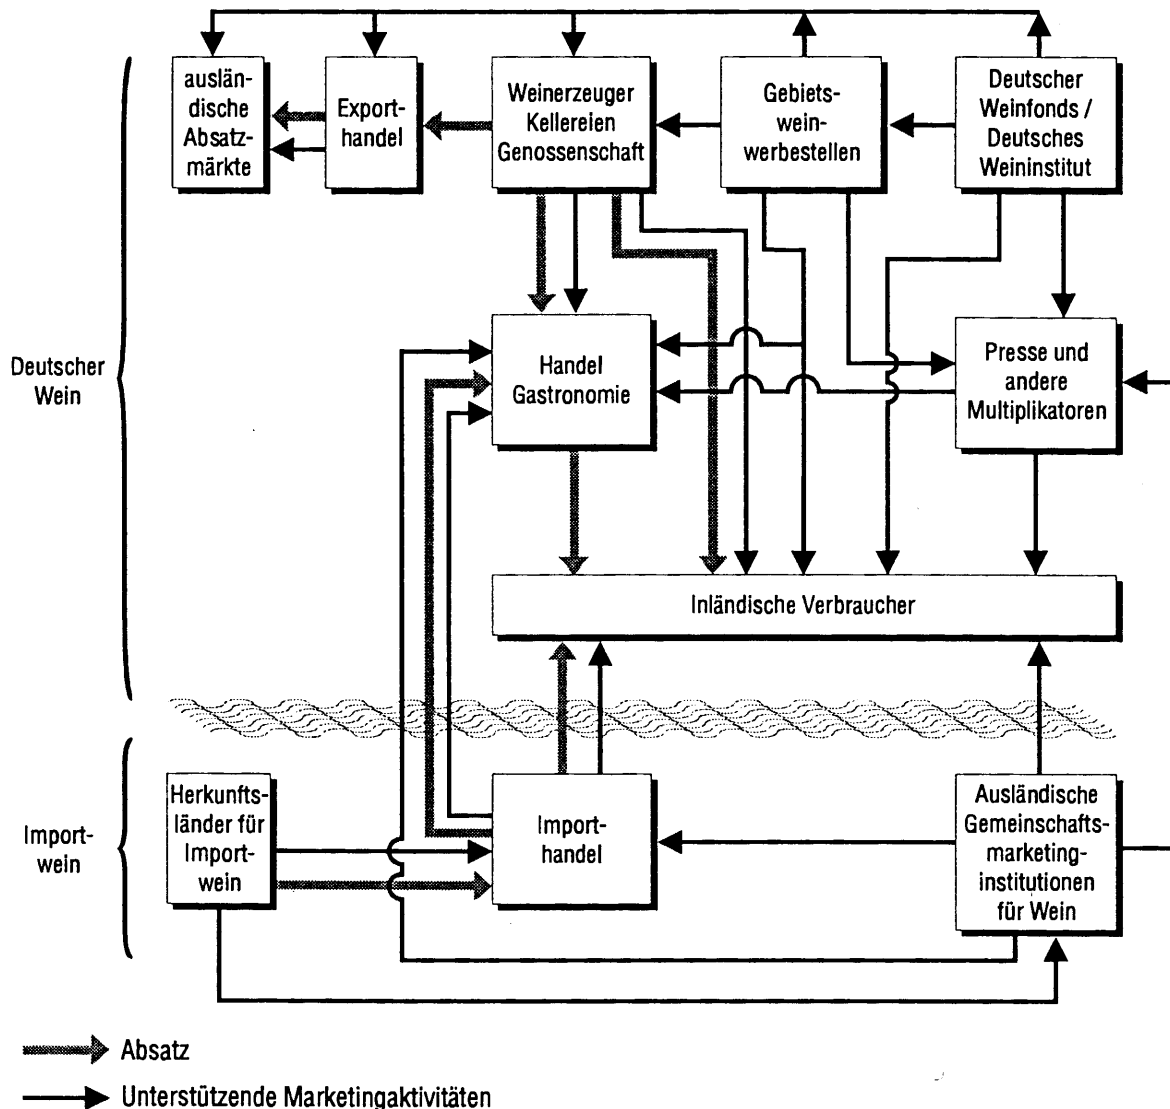 auslän-
dische
Absatz-
märkte
Export-
handel
Weinerzeuger
Kellereien
Genossenschaft
Gebiets-
wein-
werbestellen
Deutscher
Weinfonds /
Deutsches
Weininstitut
Deutscher
Wein
Handel
Gastronomie
Presse und
andere
Multiplikatoren
Inländische Verbraucher
Import-
wein
Herkunfts-
länder für
Import-
wein
Import-
handel
Ausländische
Gemeinschafts-
marketing-
institutionen
für Wein
Absatz
Unterstützende Marketingaktivitäten